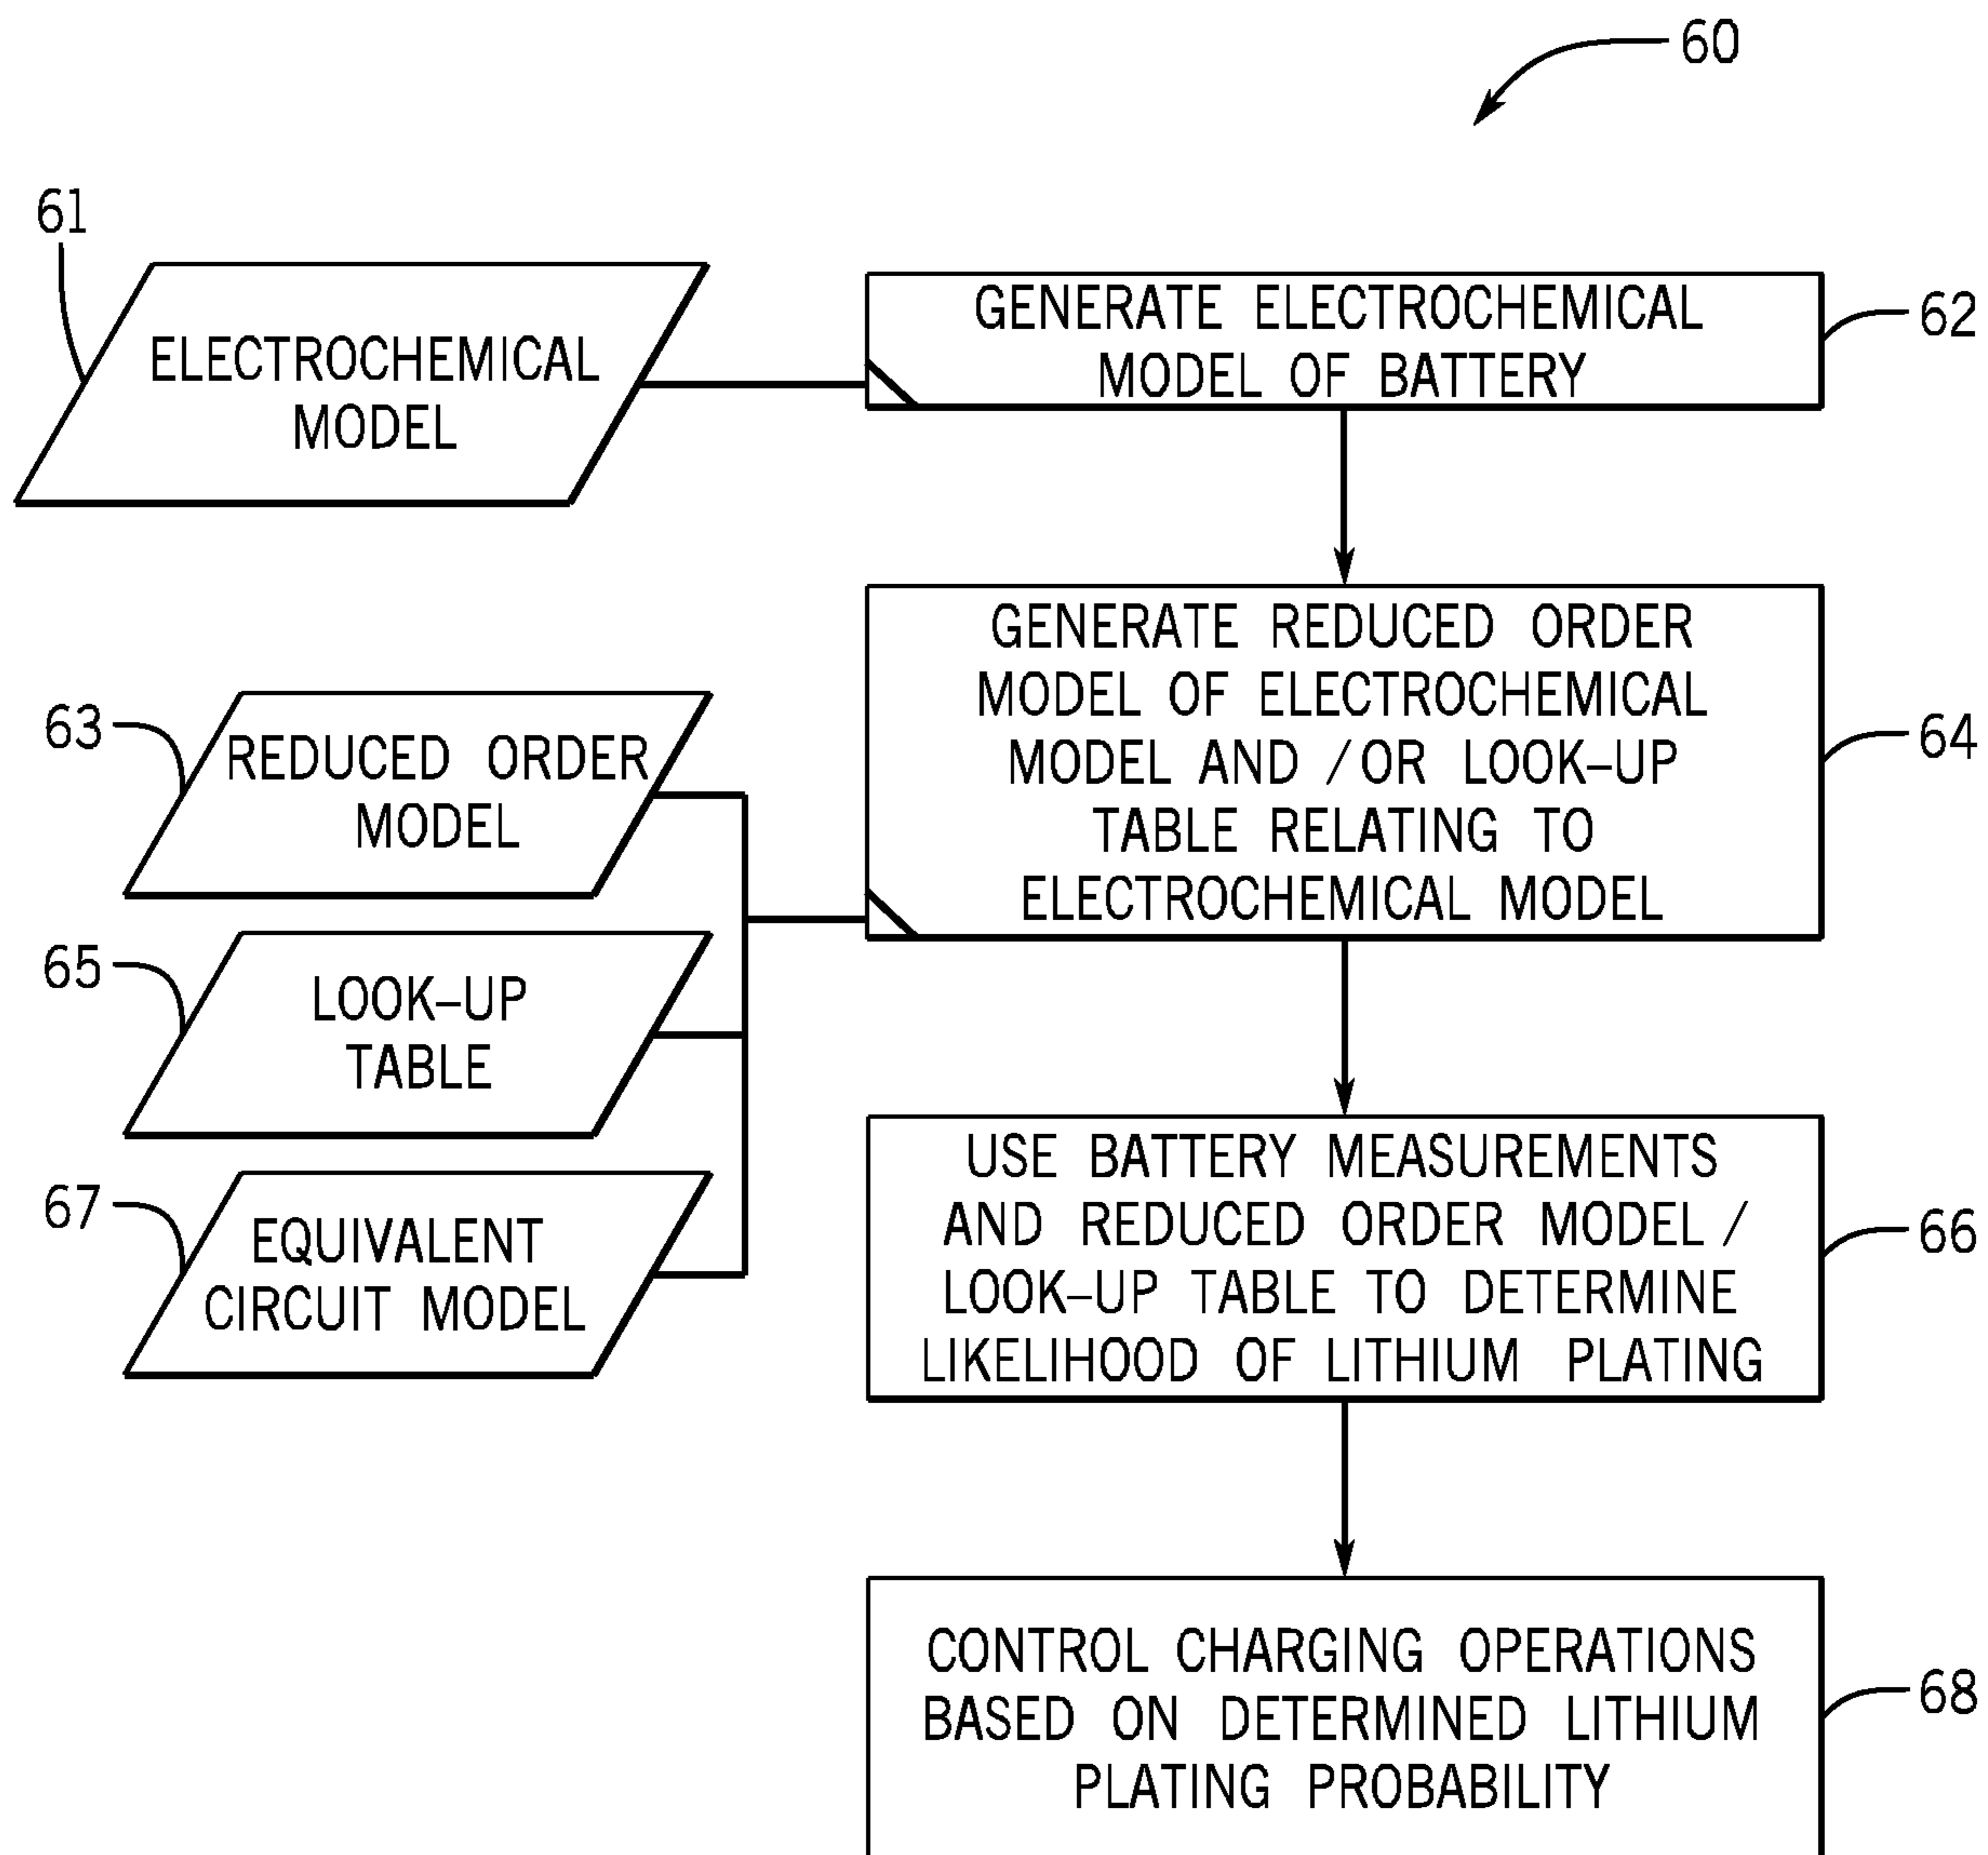 60
61
ELECTROCHEMICAL
MODEL
GENERATE ELECTROCHEMICAL
MODEL OF BATTERY
62
63
REDUCED ORDER
MODEL
GENERATE REDUCED ORDER
MODEL OF ELECTROCHEMICAL
MODEL AND /OR LOOK-UP
TABLE RELATING TO
ELECTROCHEMICAL MODEL
64
65
LOOK-UP
TABLE
67
EQUIVALENT
CIRCUIT MODEL
USE BATTERY MEASUREMENTS
AND REDUCED ORDER MODEL /
LOOK-UP TABLE TO DETERMINE
LIKELIHOOD OF LITHIUM PLATING
66
CONTROL CHARGING OPERATIONS
BASED ON DETERMINED LITHIUM
PLATING PROBABILITY
68